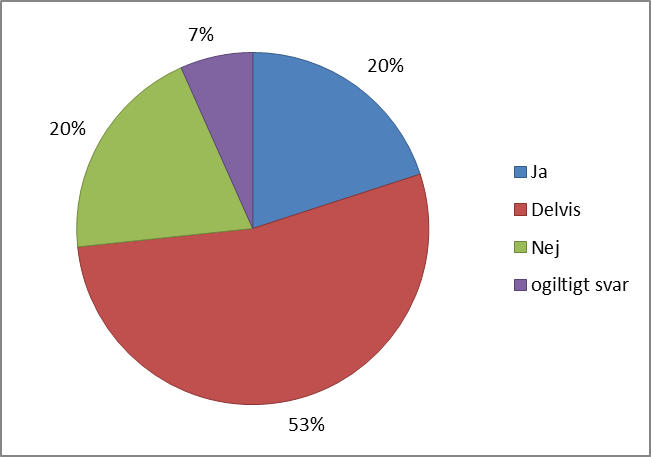 7%
20%
20%
53%
Ja
Delvis
Nej
ogiltigt svar